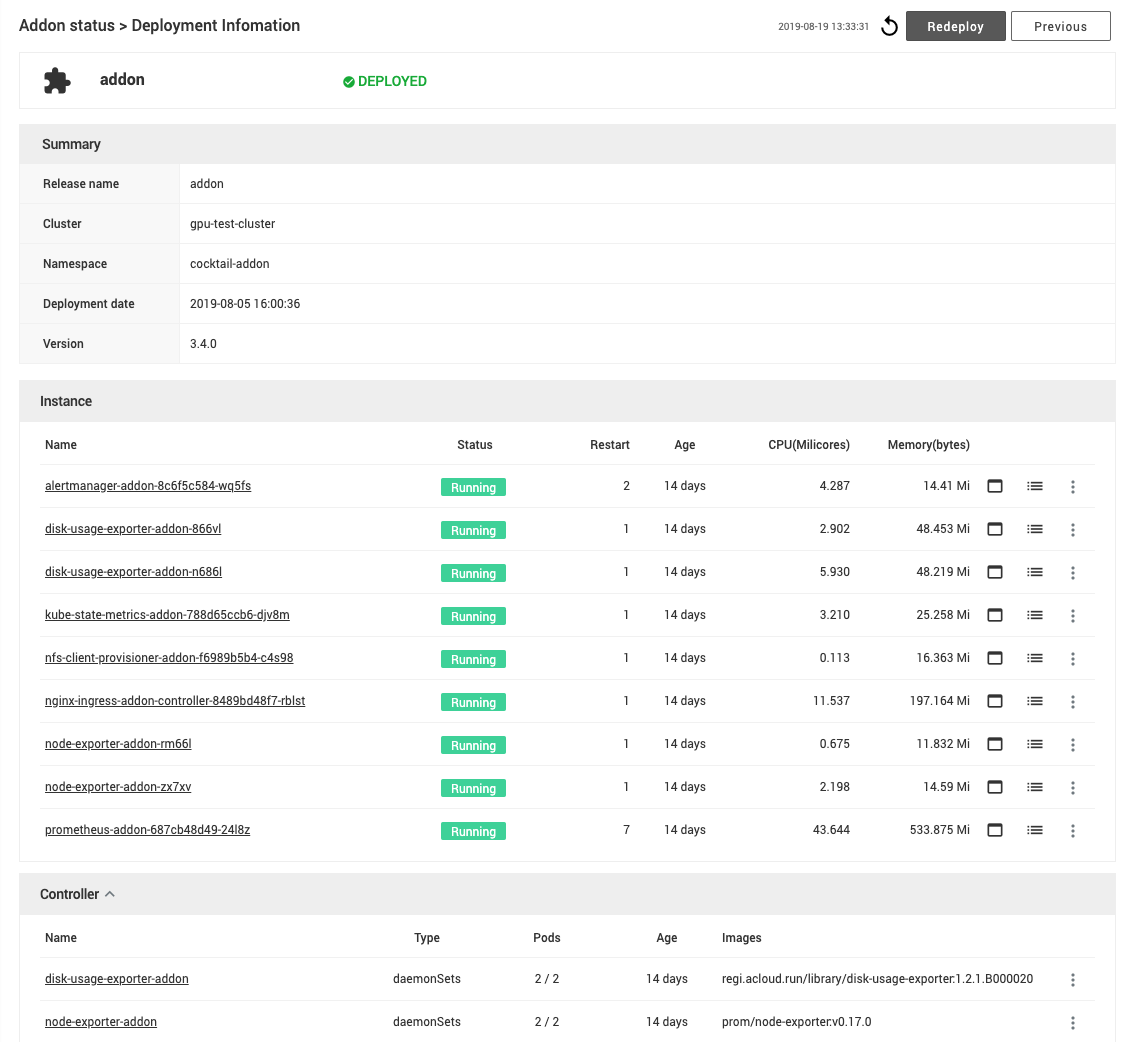 Addon status > Deployment Infomation 2019-08-19 13:33:31 Redeploy Previous
addon DEPLOYED
Summary
Release name addon
Cluster gpu-test-cluster
Namespace cocktail-addon
Deployment date 2019-08-05 16:00:36
Version 3.4.0
Instance
Name Status Restart Age CPU(Milicores) Memory(bytes)
alertmanager-addon-8c6f5c584-wq5fs Running 2 14 days 4.287 14.41 Mi
disk-usage-exporter-addon-866vl Running 1 14 days 2.902 48.453 Mi
disk-usage-exporter-addon-n686l Running 1 14 days 5.930 48.219 Mi
kube-state-metrics-addon-788d65ccb6-djv8m Running 1 14 days 3.210 25.258 Mi
nfs-client-provisioner-addon-f6989b5b4-c4s98 Running 1 14 days 0.113 16.363 Mi
nginx-ingress-addon-controller-8489bd48f7-rblst Running 1 14 days 11.537 197.164 Mi
node-exporter-addon-rm66l Running 1 14 days 0.675 11.832 Mi
node-exporter-addon-zx7xv Running 1 14 days 2.198 14.59 Mi
prometheus-addon-687cb48d49-24l8z Running 7 14 days 43.644 533.875 Mi
Controller
Name Type Pods Age Images
disk-usage-exporter-addon daemonSets 2 / 2 14 days regi.acloud.run/library/disk-usage-exporter:1.2.1.B000020
node-exporter-addon daemonSets 2 / 2 14 days prom/node-exporter:v0.17.0